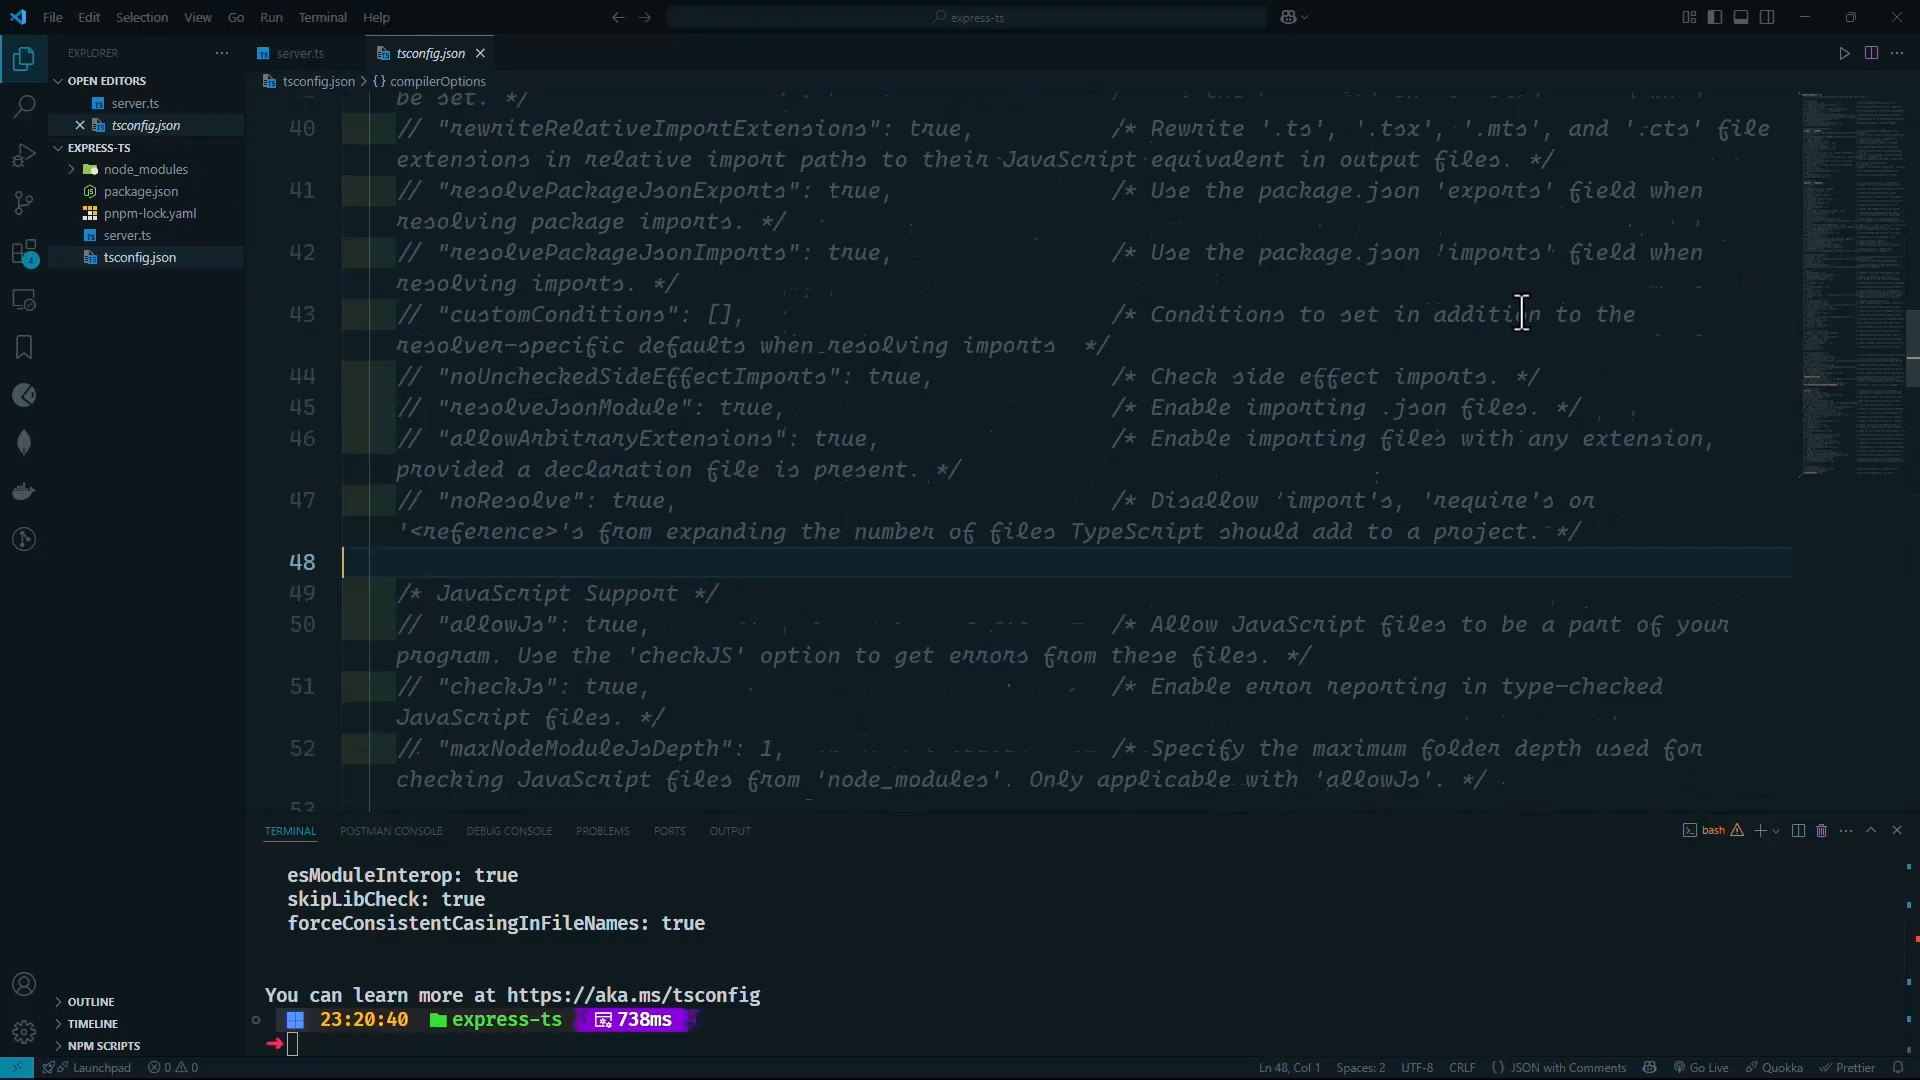 File Edit Selection View Go Run Terminal Help
express-ts
EXPLORER
OPEN EDITORS
server.ts
tsconfig.json
EXPRESS-TS
node_modules
package.json
pnpm-lock.yaml
server.ts
tsconfig.json
OUTLINE
TIMELINE
NPM SCRIPTS
4
server.ts
tsconfig.json
tsconfig.json > {} compilerOptions
be set. */
40 // "rewriteRelativeImportExtensions": true, /* Rewrite '.ts', '.tsx', '.mts', and '.cts' file
extensions in relative import paths to their JavaScript equivalent in output files. */
41 // "resolvePackageJsonExports": true, /* Use the package.json 'exports' field when
resolving package imports. */
42 // "resolvePackageJsonImports": true, /* Use the package.json 'imports' field when
resolving imports. */
43 // "customConditions": [], /* Conditions to set in addition to the
resolver-specific defaults when resolving imports */
44 // "noUncheckedSideEffectImports": true, /* Check side effect imports. */
45 // "resolveJsonModule": true, /* Enable importing .json files. */
46 // "allowArbitraryExtensions": true, /* Enable importing files with any extension,
provided a declaration file is present. */
47 // "noResolve": true, /* Disallow 'import's, 'require's or
'<reference>'s from expanding the number of files TypeScript should add to a project. */
48
49 /* JavaScript Support */
50 // "allowJs": true, /* Allow JavaScript files to be a part of your
program. Use the 'checkJS' option to get errors from these files. */
51 // "checkJs": true, /* Enable error reporting in type-checked
JavaScript files. */
52 // "maxNodeModuleJsDepth": 1, /* Specify the maximum folder depth used for
checking JavaScript files from 'node_modules'. Only applicable with 'allowJs'. */
53
TERMINAL POSTMAN CONSOLE DEBUG CONSOLE PROBLEMS PORTS OUTPUT
bash
esModuleInterop: true
skipLibCheck: true
forceConsistentCasingInFileNames: true
You can learn more at https://aka.ms/tsconfig
23:20:40 express-ts 738ms
Launchpad 0 0
Ln 48, Col 1 Spaces: 2 UTF-8 CRLF {} JSON with Comments Go Live Quokka Prettier